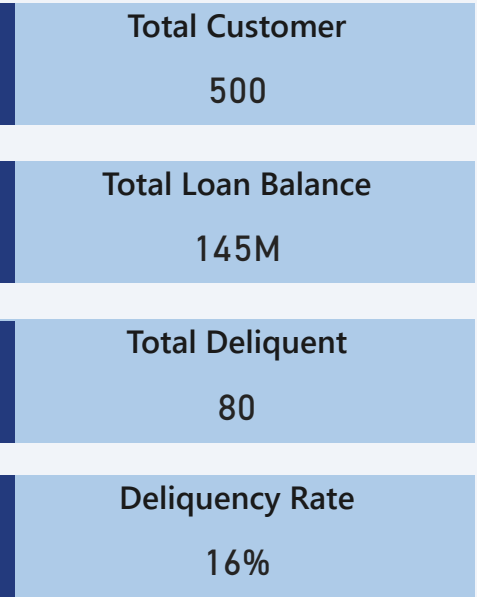 Total Customer
500
Total Loan Balance
145M
Total Deliquent
80
Deliquency Rate
16%